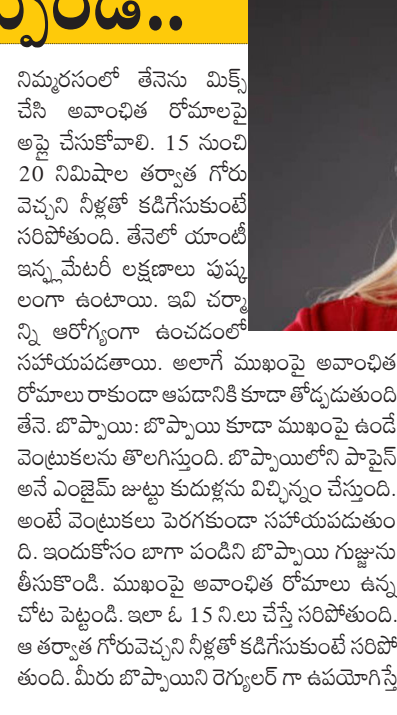 నిమ్మరసంలో తేనెను మిక్స్
చేసి అవాంఛిత రోమాలపై
అప్లై చేసుకోవాలి. 15 నుంచి
20 నిమిషాల తర్వాత గోరు
వెచ్చని నీళ్లతో కడిగేసుకుంటే
సరిపోతుంది. తేనెలో యాంటీ
ఇన్ఫ్లమేటరీ లక్షణాలు పుష్క
లంగా ఉంటాయి. ఇవి చర్మా
న్ని ఆరోగ్యంగా ఉంచడంలో
సహాయపడతాయి. అలాగే ముఖంపై అవాంఛిత
రోమాలు రాకుండా ఆపడానికి కూడా తోడ్పడుతుంది
తేనె. బొప్పాయి: బొప్పాయి కూడా ముఖంపై ఉండే
వెంట్రుకలను తొలగిస్తుంది. బొప్పాయిలోని పాపైన్
అనే ఎంజైమ్ జుట్టు కుదుళ్లను విచ్ఛిన్నం చేస్తుంది.
అంటే వెంట్రుకలు పెరగకుండా సహాయపడుతుం
ది. ఇందుకోసం బాగా పండిని బొప్పాయి గుజ్జును
తీసుకొండి. ముఖంపై అవాంఛిత రోమాలు ఉన్న
చోట పెట్టండి. ఇలా ఓ 15 ని.లు చేస్తే సరిపోతుంది.
ఆ తర్వాత గోరువెచ్చని నీళ్లతో కడిగేసుకుంటే సరిపో
తుంది. మీరు బొప్పాయిని రెగ్యులర్ గా ఉపయోగిస్తే